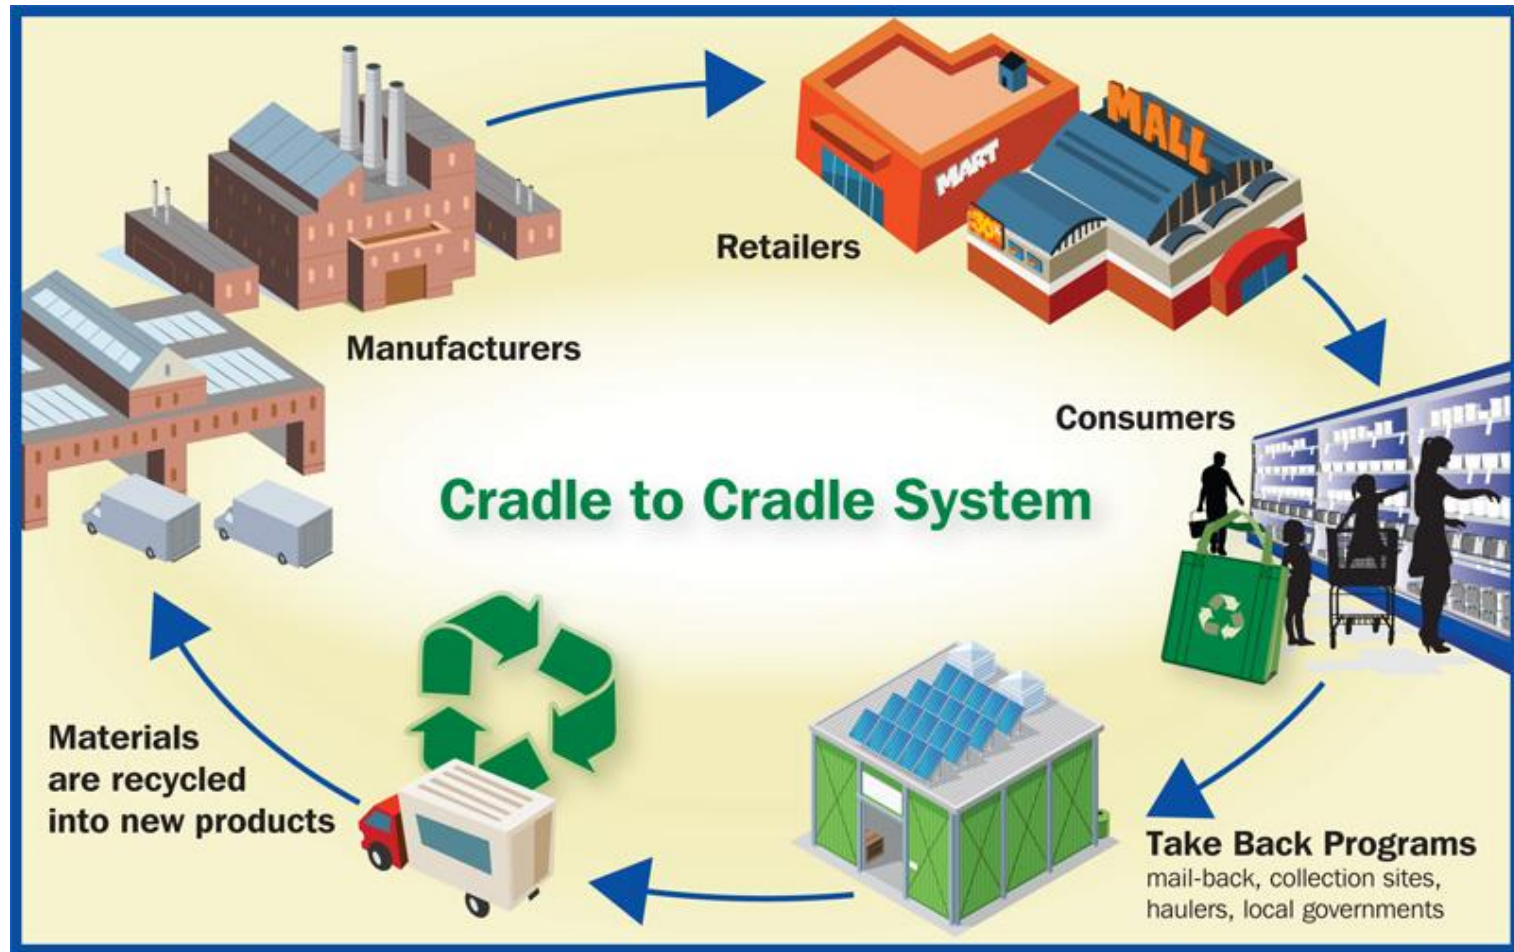 MALL
MART
30%
Retailers
Manufacturers
Consumers
Cradle to Cradle System
Materials
are recycled
into new products
Take Back Programs
mail-back, collection sites,
haulers, local governments